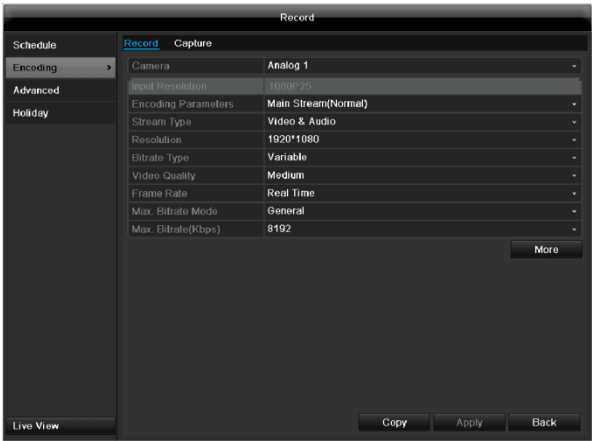 Record
Schedule
Encoding
Advanced
Holiday
Live View
Record Capture
Camera Analog 1
Input Resolution 1080P25
Encoding Parameters Main Stream(Normal)
Stream Type Video & Audio
Resolution 1920*1080
Bitrate Type Variable
Video Quality Medium
Frame Rate Real Time
Max. Bitrate Mode General
Max. Bitrate(Kbps) 8192
More
Copy Apply Back